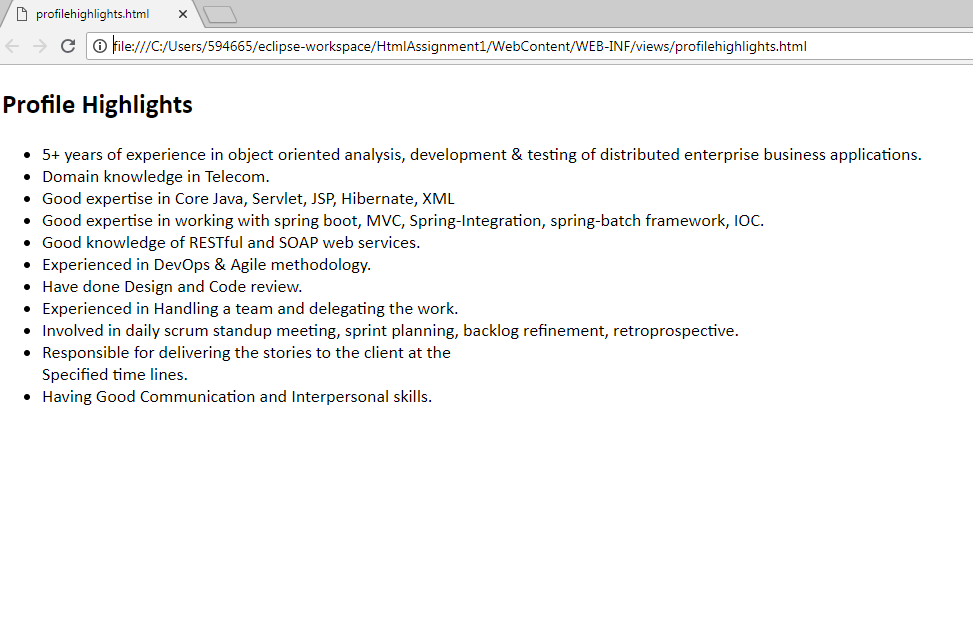 profilehighlights.html
file:///C:/Users/594665/eclipse-workspace/HtmlAssignment1/WebContent/WEB-INF/views/profilehighlights.html
Profile Highlights
5+ years of experience in object oriented analysis, development & testing of distributed enterprise business applications.
Domain knowledge in Telecom.
Good expertise in Core Java, Servlet, JSP, Hibernate, XML
Good expertise in working with spring boot, MVC, Spring-Integration, spring-batch framework, IOC.
Good knowledge of RESTful and SOAP web services.
Experienced in DevOps & Agile methodology.
Have done Design and Code review.
Experienced in Handling a team and delegating the work.
Involved in daily scrum standup meeting, sprint planning, backlog refinement, retroprospective.
Responsible for delivering the stories to the client at the
Specified time lines.
Having Good Communication and Interpersonal skills.